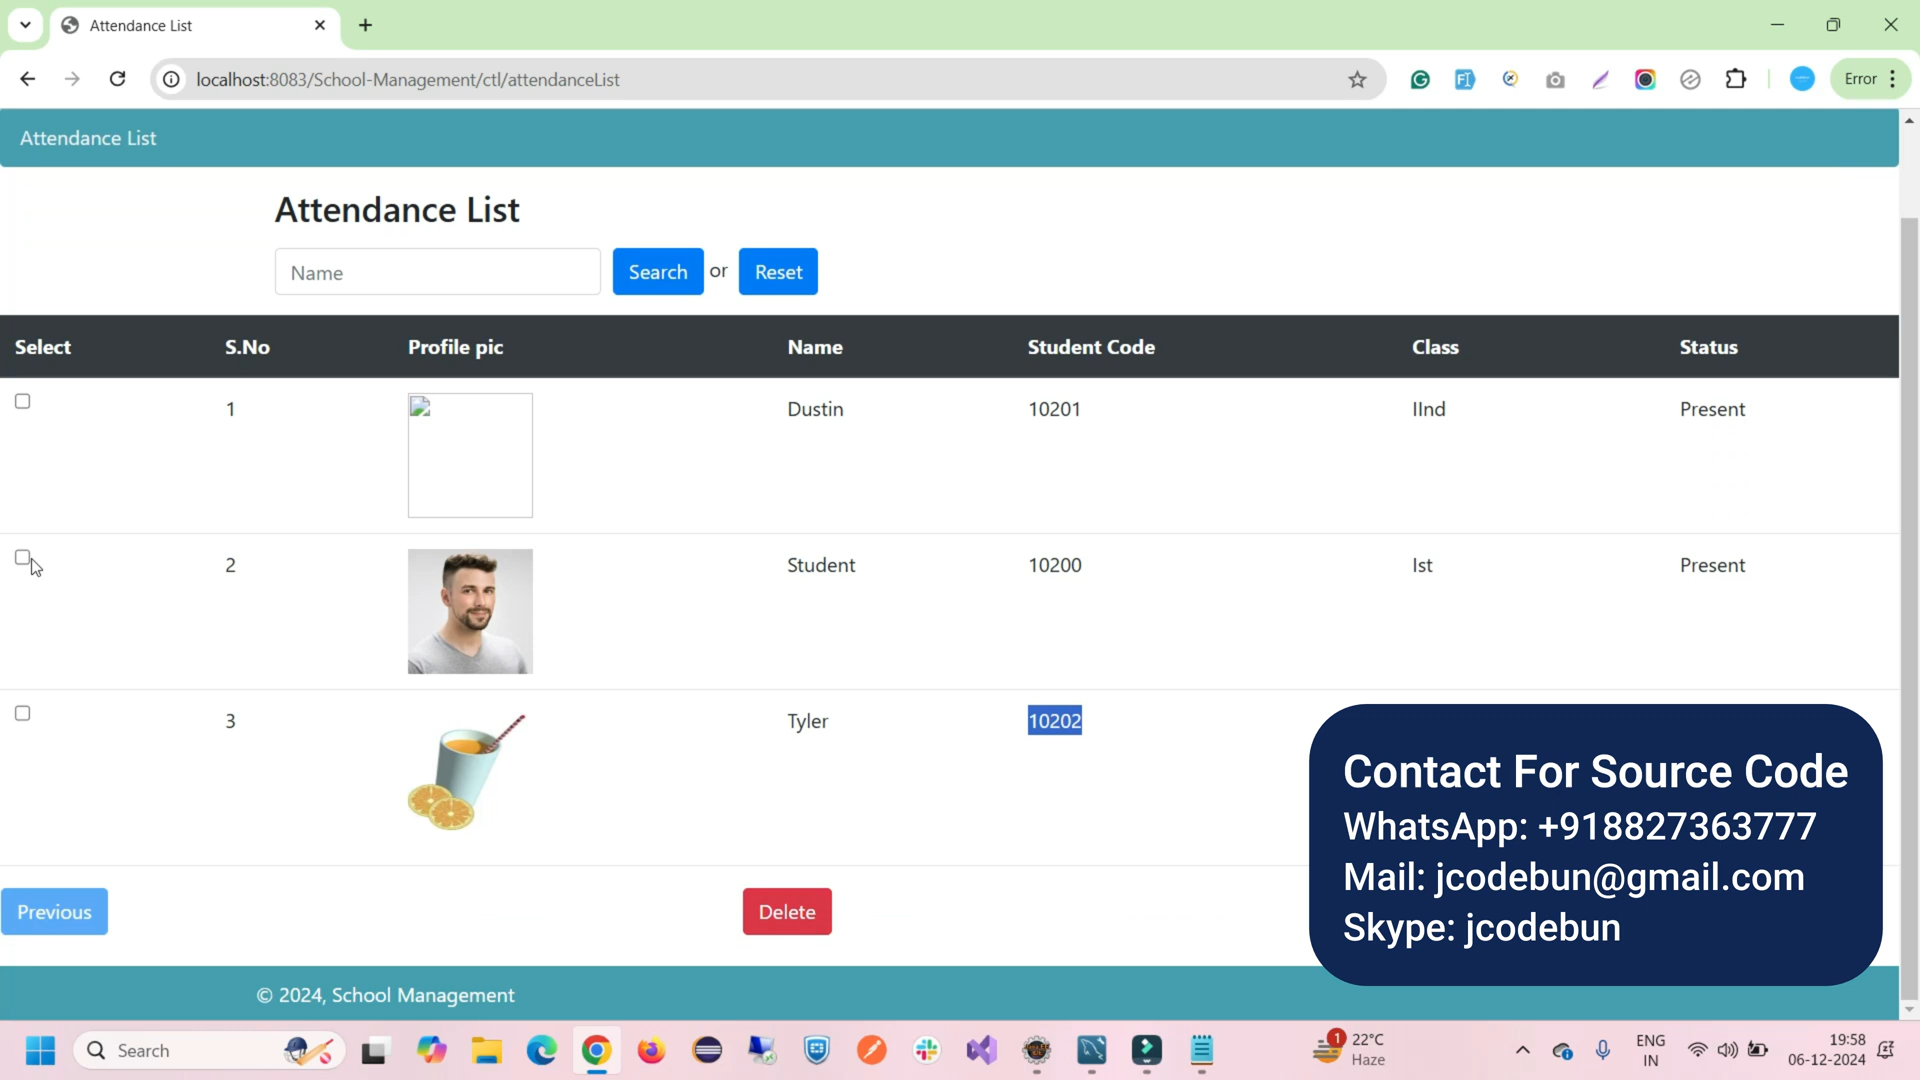 Attendance List
localhost:8083/School-Management/ctl/attendanceList
Error
Attendance List
Attendance List
Name Search or Reset
Select S.No Profile pic Name Student Code Class Status
1 Dustin 10201 IInd Present
2 Student 10200 Ist Present
3 Tyler 10202
Contact For Source Code
WhatsApp: +918827363777
Mail: jcodebun@gmail.com
Skype: jcodebun
Previous Delete
© 2024, School Management
Search
1
22°C
Haze
ENG
IN
19:58
06-12-2024